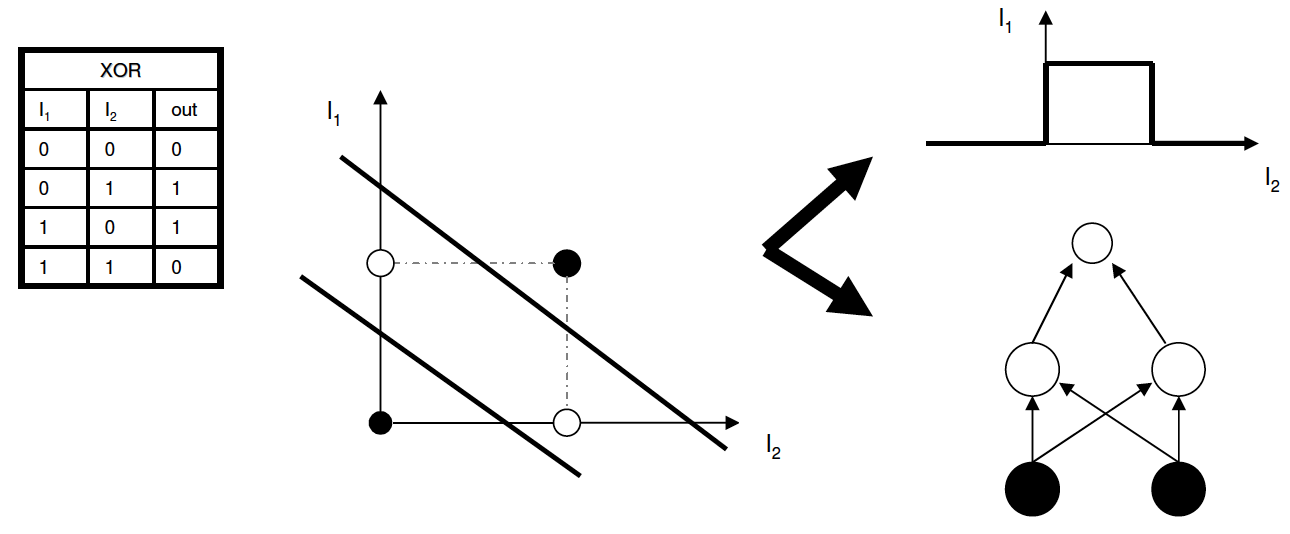 XOR
I₁ I₂ out
0 0 0
0 1 1
1 0 1
1 1 0
I₁
I₂
I₁
I₂